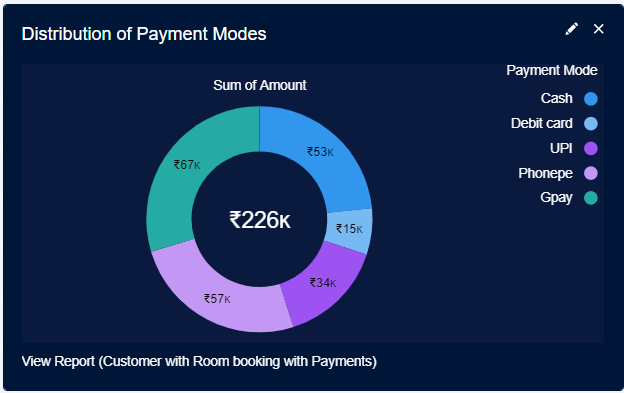 Distribution of Payment Modes
Sum of Amount
Payment Mode
Cash
Debit card
UPI
Phonepe
Gpay
₹53K
₹15K
₹34K
₹57K
₹67K
₹226K
View Report (Customer with Room booking with Payments)